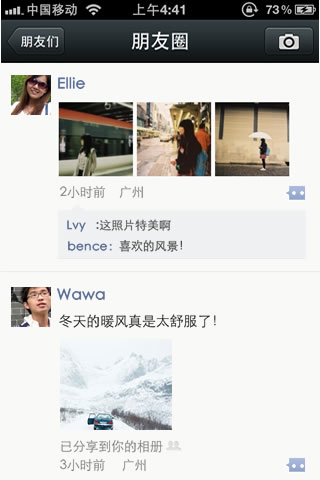 中国移动 上午4:41 73%
朋友们 朋友圈
Ellie
2小时前 广州
Lvy :这照片特美啊
bence: 喜欢的风景!
Wawa
冬天的暖风真是太舒服了!
已分享到你的相册
3小时前 广州